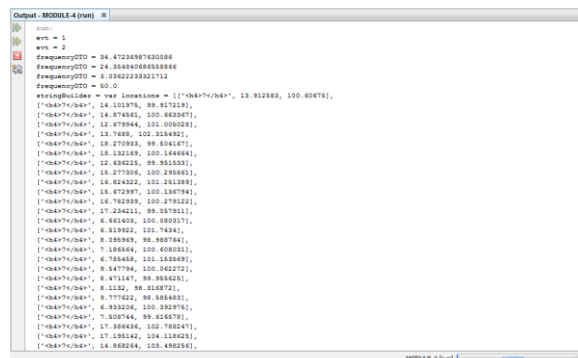 Output - MODULE-4 (run)
run:
evt = 1
evt = 2
frequencyDTO = 34.47236987630086
frequencyDTO = 24.354840686558866
frequencyDTO = 3.03622233321712
frequencyDTO = 50.0
stringBuilder = var locations = [['<h4>7</h4>', 13.912583, 100.60675],
['<h4>7</h4>', 14.101975, 99.917219],
['<h4>7</h4>', 14.874561, 100.663367],
['<h4>7</h4>', 12.679944, 101.005028],
['<h4>7</h4>', 13.7688, 102.315492],
['<h4>7</h4>', 18.270933, 99.504167],
['<h4>7</h4>', 18.132169, 100.164664],
['<h4>7</h4>', 12.636225, 99.951533],
['<h4>7</h4>', 15.277306, 100.295861],
['<h4>7</h4>', 16.824322, 101.251389],
['<h4>7</h4>', 15.672997, 100.136794],
['<h4>7</h4>', 16.782939, 100.279122],
['<h4>7</h4>', 17.234211, 99.057911],
['<h4>7</h4>', 6.661403, 100.080317],
['<h4>7</h4>', 6.519922, 101.7434],
['<h4>7</h4>', 8.095969, 98.988764],
['<h4>7</h4>', 7.186564, 100.608031],
['<h4>7</h4>', 6.785458, 101.153569],
['<h4>7</h4>', 9.547794, 100.062272],
['<h4>7</h4>', 8.471147, 99.955625],
['<h4>7</h4>', 8.1132, 98.316872],
['<h4>7</h4>', 9.777622, 98.585483],
['<h4>7</h4>', 6.933206, 100.392975],
['<h4>7</h4>', 7.508744, 99.616578],
['<h4>7</h4>', 17.386436, 102.788247],
['<h4>7</h4>', 17.195142, 104.118625],
['<h4>7</h4>', 14.868264, 103.498256],
MODULE-4 (run)